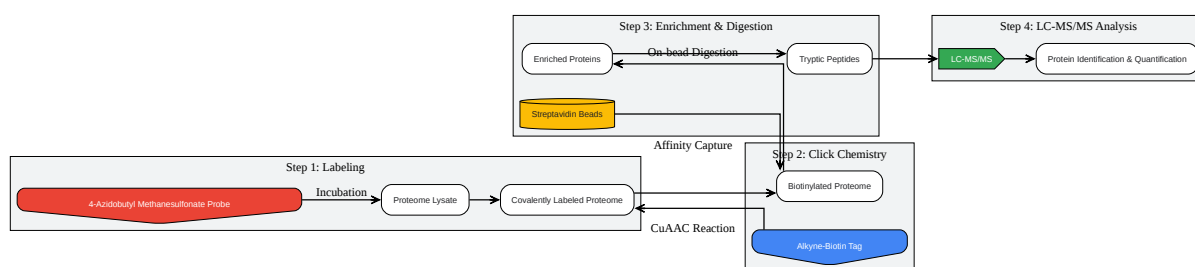 Step 3: Enrichment & Digestion
Enriched Proteins
On-bead Digestion
Tryptic Peptides
Streptavidin Beads
Step 4: LC-MS/MS Analysis
LC-MS/MS
Protein Identification & Quantification
Affinity Capture
Step 1: Labeling
4-Azidobutyl Methanesulfonate Probe
Incubation
Proteome Lysate
Covalently Labeled Proteome
Step 2: Click Chemistry
Biotinylated Proteome
CuAAC Reaction
Alkyne-Biotin Tag